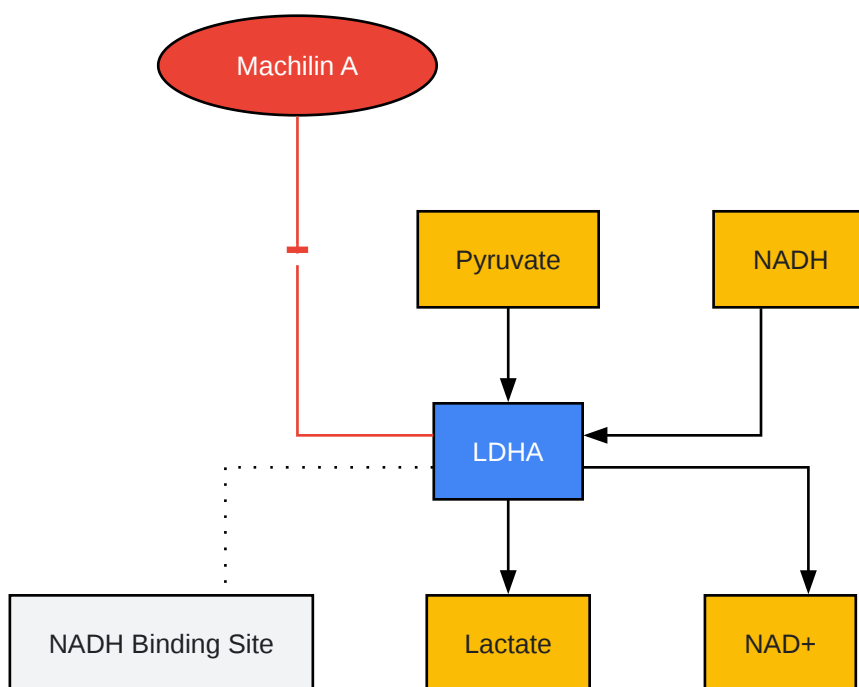 Machilin A
Pyruvate
NADH
LDHA
NADH Binding Site
Lactate
NAD+